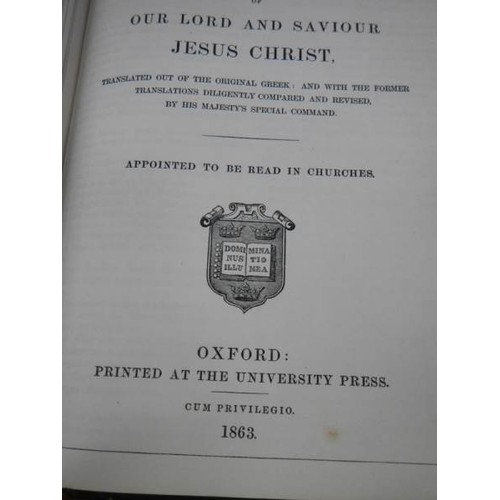 OF
OUR LORD AND SAVIOUR
JESUS CHRIST,
TRANSLATED OUT OF THE ORIGINAL GREEK: AND WITH THE FORMER
TRANSLATIONS DILIGENTLY COMPARED AND REVISED,
BY HIS MAJESTY'S SPECIAL COMMAND.
APPOINTED TO BE READ IN CHURCHES.
DOMI MINA
NUS TIO
ILLU MEA
OXFORD:
PRINTED AT THE UNIVERSITY PRESS.
CUM PRIVILEGIO.
1863.